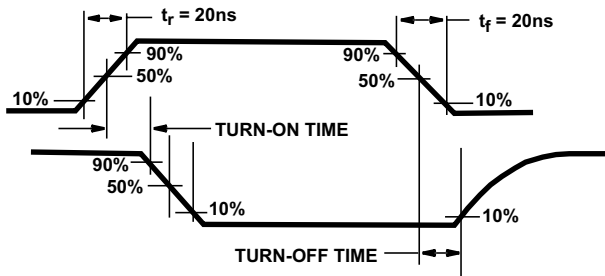 tr = 20ns
tf = 20ns
90%
90%
50%
50%
10%
10%
TURN-ON TIME
90%
50%
10%
10%
TURN-OFF TIME